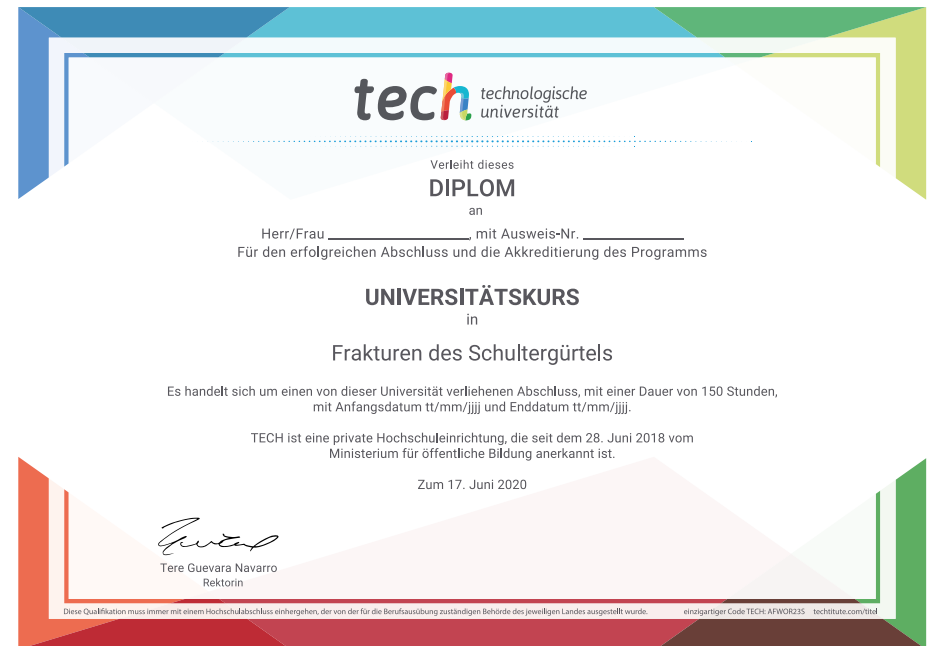 tech technologische
universität
Verleiht dieses
DIPLOM
an
Herr/Frau ____________________, mit Ausweis-Nr. ______________
Für den erfolgreichen Abschluss und die Akkreditierung des Programms
UNIVERSITÄTSKURS
in
Frakturen des Schultergürtels
Es handelt sich um einen von dieser Universität verliehenen Abschluss, mit einer Dauer von 150 Stunden,
mit Anfangsdatum tt/mm/jjjj und Enddatum tt/mm/jjjj.
TECH ist eine private Hochschuleinrichtung, die seit dem 28. Juni 2018 vom
Ministerium für öffentliche Bildung anerkannt ist.
Zum 17. Juni 2020
Tere Guevara Navarro
Rektorin
Diese Qualifikation muss immer mit einem Hochschulabschluss einhergehen, der von der für die Berufsausübung zuständigen Behörde des jeweiligen Landes ausgestellt wurde. einzigartiger Code TECH: AFWOR23S techtitute.com/titel